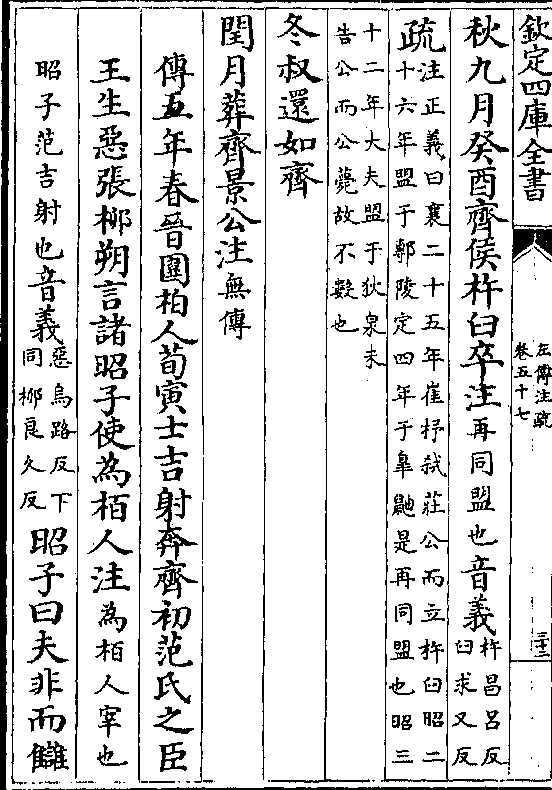 欽定四庫全書
左傳注疏
卷五十七
秋九月癸酉齊侯杵臼卒注再同盟也音義
杵昌呂反
臼求又反
疏
注正義曰襄二十五年崔杼弑莊公而立杵臼昭二
十六年盟于鄟陵定四年于臯鼬是再同盟也昭三
十二年大夫盟于狄泉未
告公而公薨故不數也
冬叔還如齊
閏月葬齊景公注無傳
傳五年春晉圍柏人荀寅士吉射奔齊初范氏之臣
王生惡張栁朔言諸昭子使為栢人注為栢人宰也
昭子范吉射也音義
惡烏路反下
同栁良久反
昭子曰夫非而讎